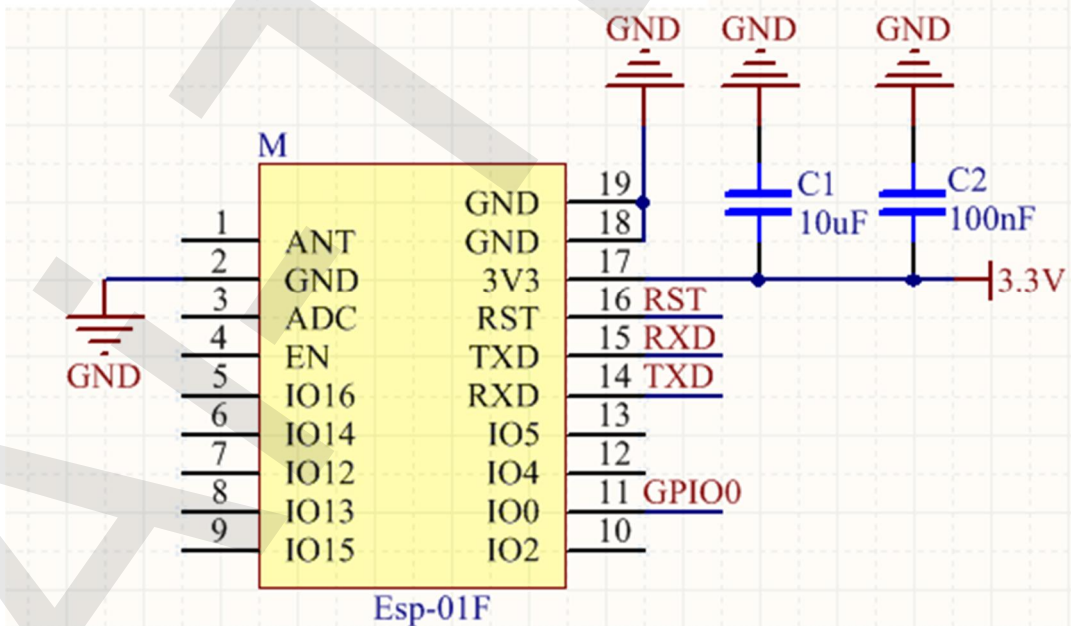 GND GND GND
M
C1
10uF
C2
100nF
1 ANT
2 GND
3 ADC
4 EN
5 IO16
6 IO14
7 IO12
8 IO13
9 IO15
GND 19
GND 18
3V3 17
RST 16 RST
TXD 15 RXD
RXD 14 TXD
IO5 13
IO4 12
IO0 11 GPIO0
IO2 10
3.3V
GND
Esp-01F